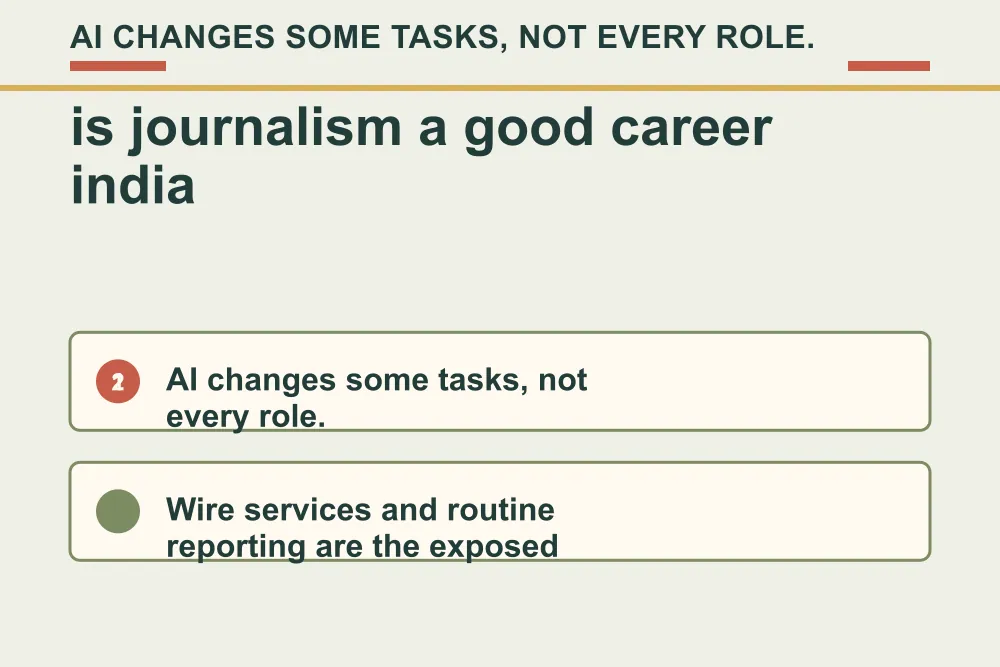 AI CHANGES SOME TASKS, NOT EVERY ROLE.
is journalism a good career
india
2
AI changes some tasks, not
every role.
Wire services and routine
reporting are the exposed